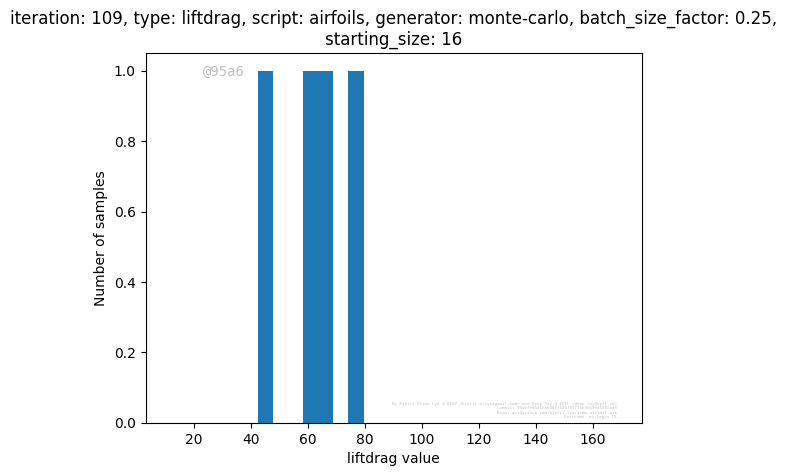 iteration: 109, type: liftdrag, script: airfoils, generator: monte-carlo, batch_size_factor: 0.25,
starting_size: 16
@95a6
1.0
0.8
0.6
0.4
0.2
0.0
Number of samples
20 40 60 80 100 120 140 160
liftdrag value